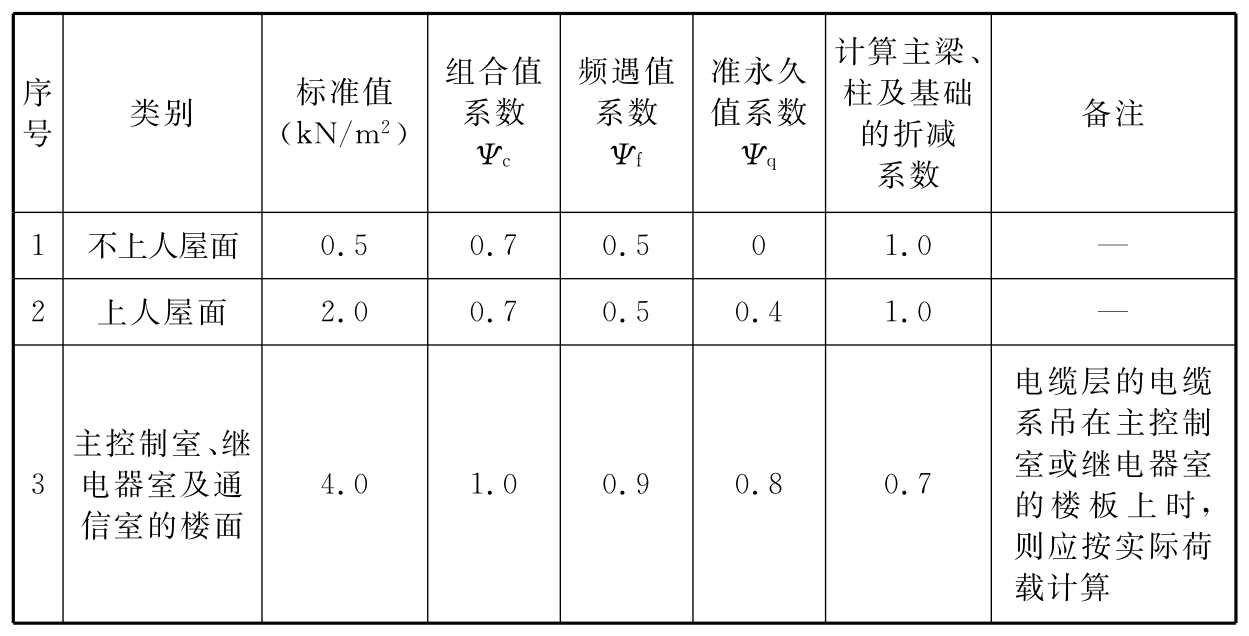 序
号
类别
标准值
(kN/m²)
组合值
系数
Ψc
频遇值
系数
Ψf
准永久
值系数
Ψq
计算主梁、
柱及基础
的折减
系数
备注
1
不上人屋面
0.5
0.7
0.5
0
1.0
—
2
上人屋面
2.0
0.7
0.5
0.4
1.0
—
3
主控制室、继
电器室及通
信室的楼面
4.0
1.0
0.9
0.8
0.7
电缆层的电缆
系吊在主控制
室或继电器室
的楼板上时，
则应按实际荷
载计算